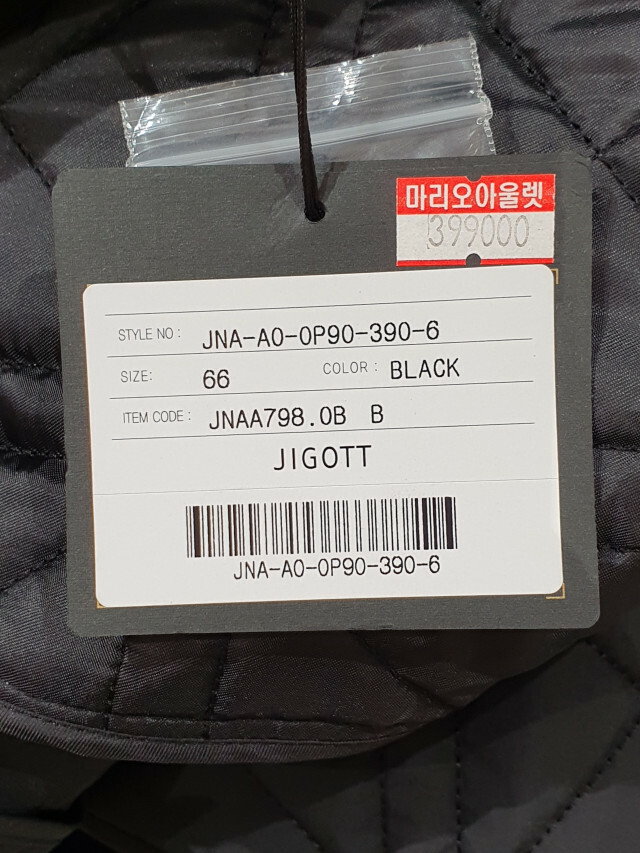 마리오아울렛
399000
STYLE NO: JNA-A0-0P90-390-6
SIZE: 66 COLOR: BLACK
ITEM CODE: JNAA798.0B B
JIGOTT
JNA-A0-0P90-390-6